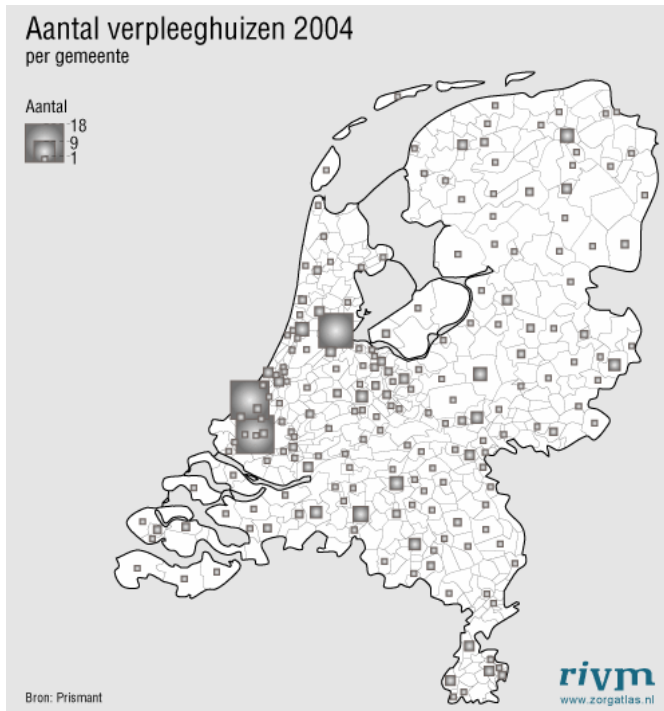 Aantal verpleeghuizen 2004
per gemeente
Aantal
18
9
1
Bron: Prismant
rivm
www.zorgatlas.nl